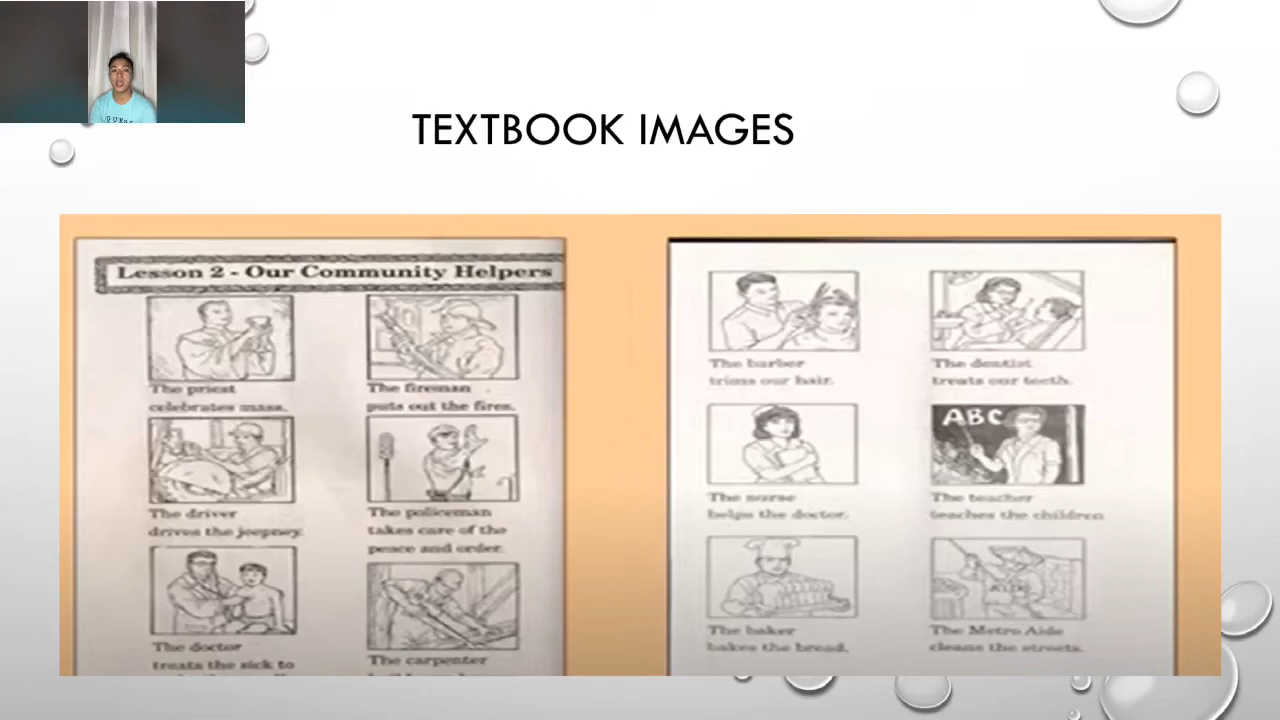 TEXTBOOK IMAGES
Lesson 2 - Our Community Helpers
The priest
celebrates mass.
The fireman
puts out the fires.
The driver
drives the jeepney.
The policeman
takes care of the
peace and order.
The doctor
treats the sick to
The carpenter
The barber
trims our hair.
The dentist
treats our teeth.
The nurse
helps the doctor.
ABC
The teacher
teaches the children
The baker
bakes the bread.
The Metro Aide
cleans the streets.